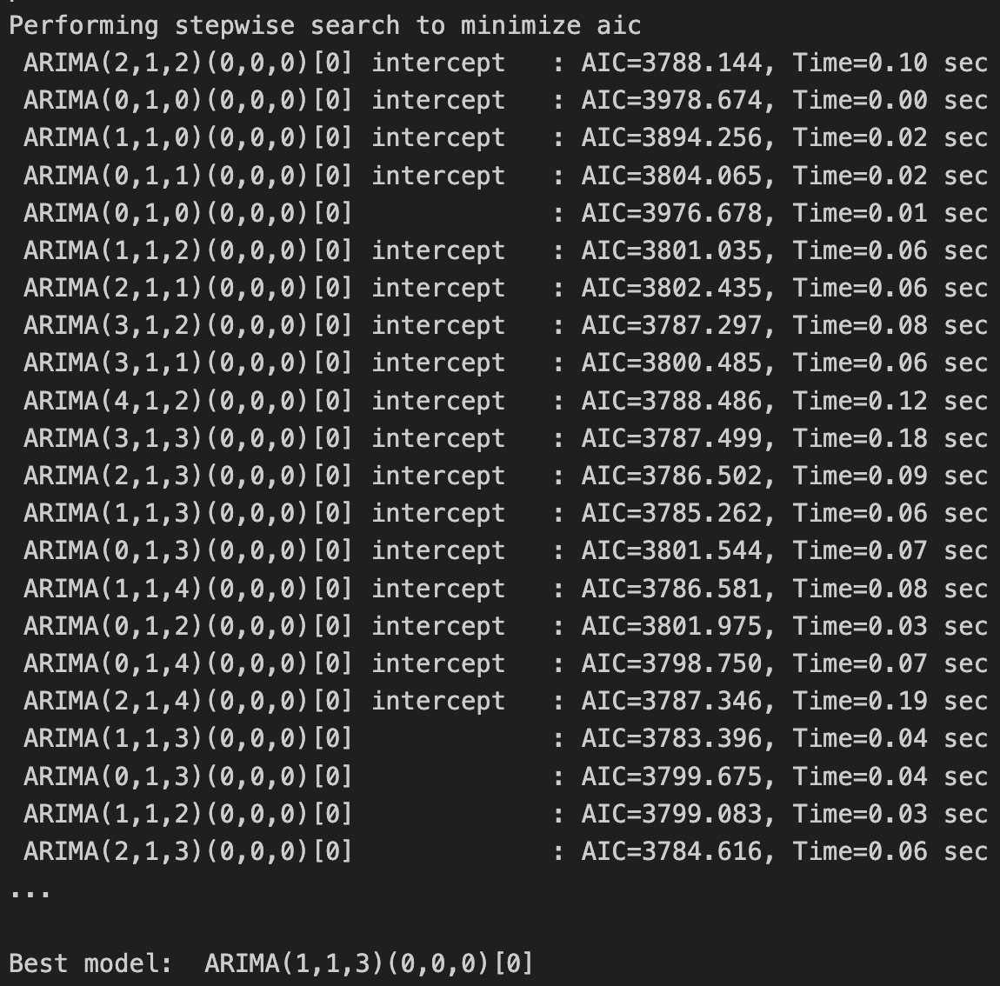 Performing stepwise search to minimize aic
 ARIMA(2,1,2)(0,0,0)[0] intercept   : AIC=3788.144, Time=0.10 sec
 ARIMA(0,1,0)(0,0,0)[0] intercept   : AIC=3978.674, Time=0.00 sec
 ARIMA(1,1,0)(0,0,0)[0] intercept   : AIC=3894.256, Time=0.02 sec
 ARIMA(0,1,1)(0,0,0)[0] intercept   : AIC=3804.065, Time=0.02 sec
 ARIMA(0,1,0)(0,0,0)[0]             : AIC=3976.678, Time=0.01 sec
 ARIMA(1,1,2)(0,0,0)[0] intercept   : AIC=3801.035, Time=0.06 sec
 ARIMA(2,1,1)(0,0,0)[0] intercept   : AIC=3802.435, Time=0.06 sec
 ARIMA(3,1,2)(0,0,0)[0] intercept   : AIC=3787.297, Time=0.08 sec
 ARIMA(3,1,1)(0,0,0)[0] intercept   : AIC=3800.485, Time=0.06 sec
 ARIMA(4,1,2)(0,0,0)[0] intercept   : AIC=3788.486, Time=0.12 sec
 ARIMA(3,1,3)(0,0,0)[0] intercept   : AIC=3787.499, Time=0.18 sec
 ARIMA(2,1,3)(0,0,0)[0] intercept   : AIC=3786.502, Time=0.09 sec
 ARIMA(1,1,3)(0,0,0)[0] intercept   : AIC=3785.262, Time=0.06 sec
 ARIMA(0,1,3)(0,0,0)[0] intercept   : AIC=3801.544, Time=0.07 sec
 ARIMA(1,1,4)(0,0,0)[0] intercept   : AIC=3786.581, Time=0.08 sec
 ARIMA(0,1,2)(0,0,0)[0] intercept   : AIC=3801.975, Time=0.03 sec
 ARIMA(0,1,4)(0,0,0)[0] intercept   : AIC=3798.750, Time=0.07 sec
 ARIMA(2,1,4)(0,0,0)[0] intercept   : AIC=3787.346, Time=0.19 sec
 ARIMA(1,1,3)(0,0,0)[0]             : AIC=3783.396, Time=0.04 sec
 ARIMA(0,1,3)(0,0,0)[0]             : AIC=3799.675, Time=0.04 sec
 ARIMA(1,1,2)(0,0,0)[0]             : AIC=3799.083, Time=0.03 sec
 ARIMA(2,1,3)(0,0,0)[0]             : AIC=3784.616, Time=0.06 sec
...
Best model:  ARIMA(1,1,3)(0,0,0)[0]